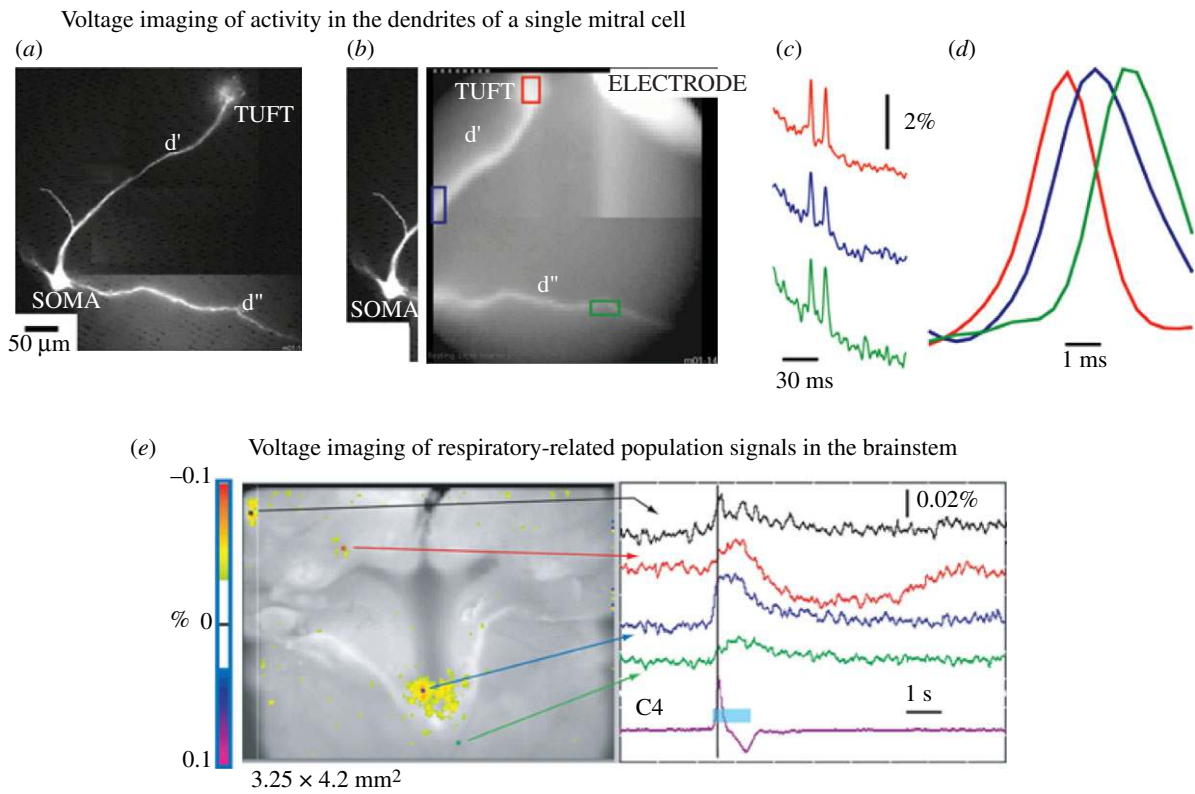 Voltage imaging of activity in the dendrites of a single mitral cell
(a)
(b)
(c)
(d)
TUFT
d'
SOMA
d"
50 µm
TUFT
ELECTRODE
d'
SOMA
d"
m01-14
2%
30 ms
1 ms
(e) Voltage imaging of respiratory-related population signals in the brainstem
–0.1
% 0
0.1
3.25 × 4.2 mm²
0.02%
C4
1 s